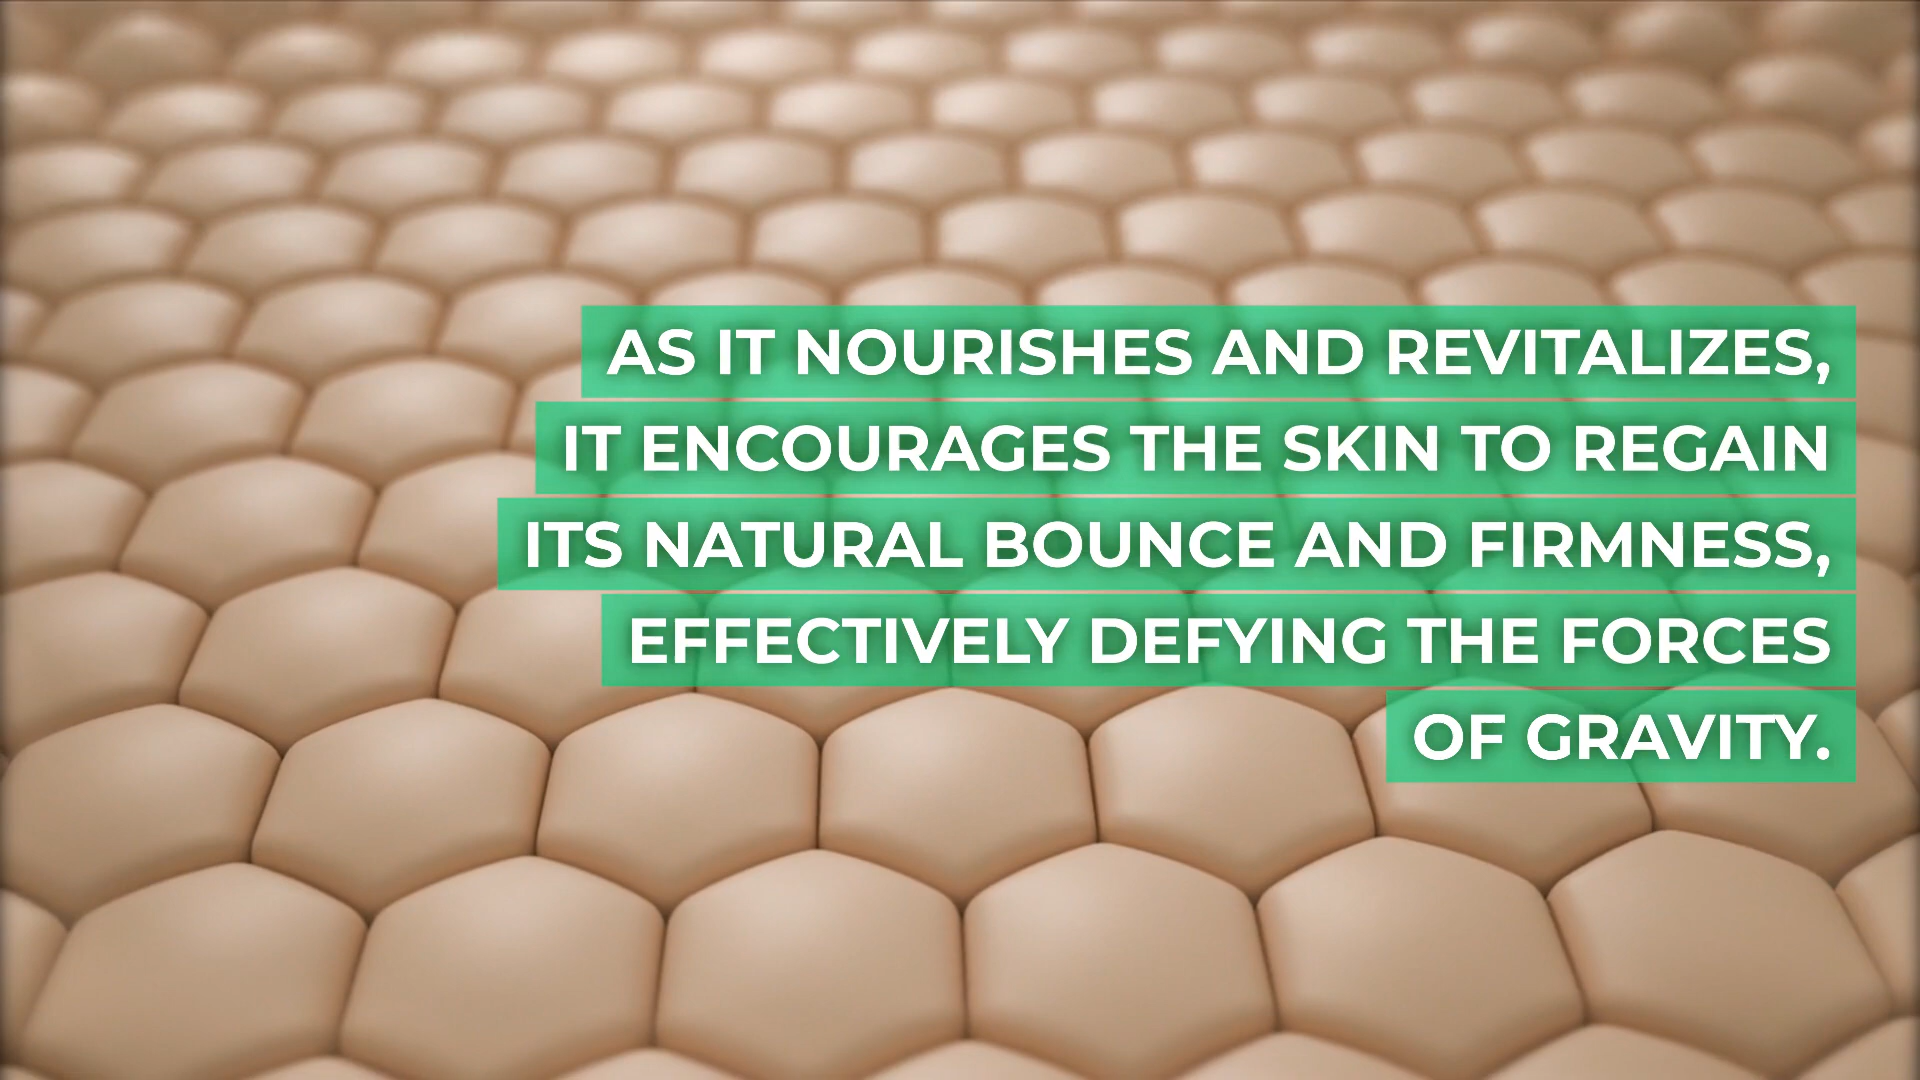 AS IT NOURISHES AND REVITALIZES,
IT ENCOURAGES THE SKIN TO REGAIN
ITS NATURAL BOUNCE AND FIRMNESS,
EFFECTIVELY DEFYING THE FORCES
OF GRAVITY.